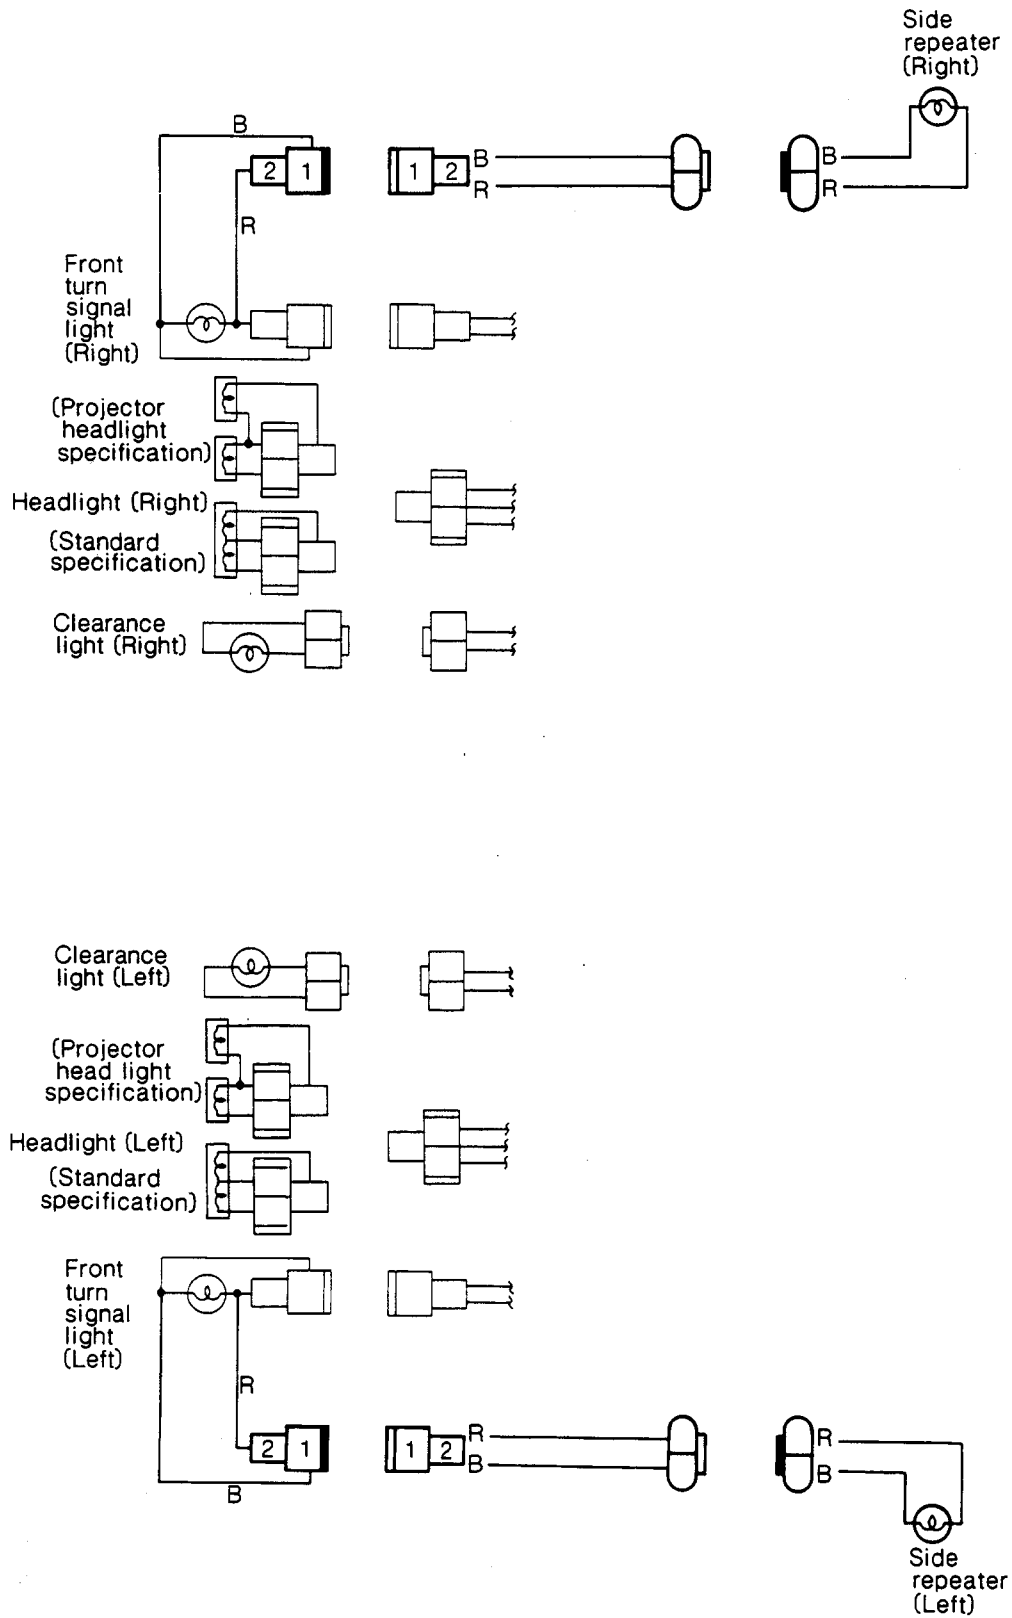 Side
repeater
(Right)
B
2 1
1 2 B
R
B
R
R
Front
turn
signal
light
(Right)
(Projector
headlight
specification)
Headlight (Right)
(Standard
specification)
Clearance
light (Right)
Clearance
light (Left)
(Projector
head light
specification)
Headlight (Left)
(Standard
specification)
Front
turn
signal
light
(Left)
R
2 1
B
1 2 R
B
R
B
Side
repeater
(Left)